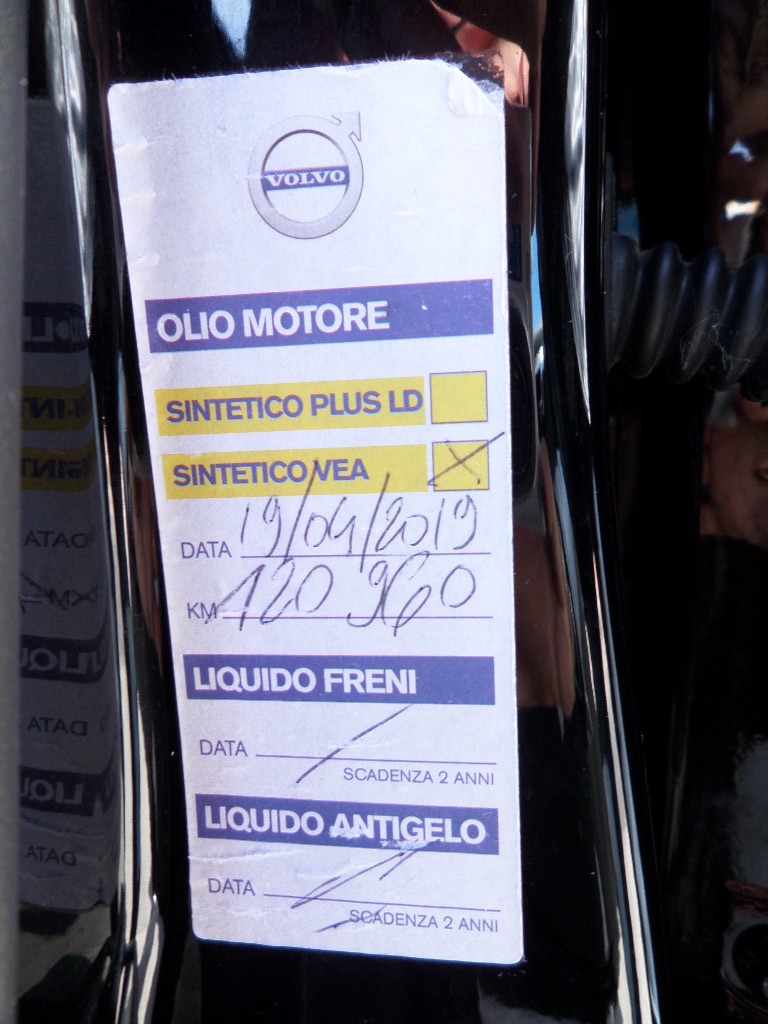 VOLVO
OLIO MOTORE
SINTETICO PLUS LD
SINTETICO VEA X
DATA 19/04/2019
KM 120 960
LIQUIDO FRENI
DATA /
SCADENZA 2 ANNI
LIQUIDO ANTIGELO
DATA /
SCADENZA 2 ANNI